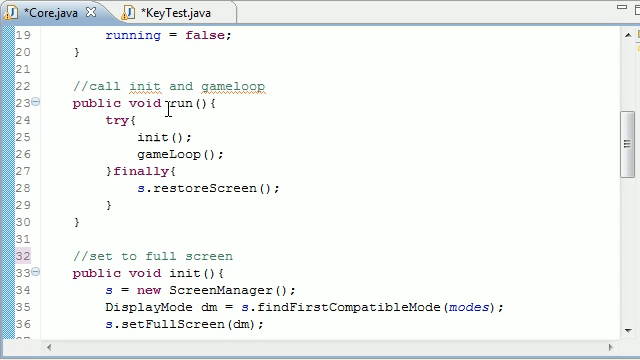 *Core.java *KeyTest.java
19 running = false;
20 }
21
22 //call init and gameloop
23 public void run(){
24 try{
25 init();
26 gameLoop();
27 }finally{
28 s.restoreScreen();
29 }
30 }
31
32 //set to full screen
33 public void init(){
34 s = new ScreenManager();
35 DisplayMode dm = s.findFirstCompatibleMode(modes);
36 s.setFullScreen(dm);